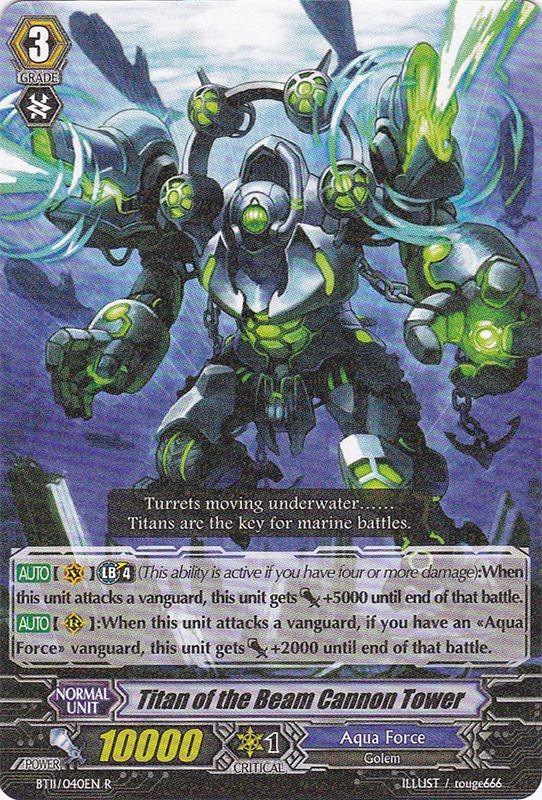 3
GRADE
Turrets moving underwater……
Titans are the key for marine battles.
AUTO【 】:LB 4 (This ability is active if you have four or more damage):When
this unit attacks a vanguard, this unit gets +5000 until end of that battle.
AUTO【 R 】:When this unit attacks a vanguard, if you have an «Aqua
Force» vanguard, this unit gets +2000 until end of that battle.
NORMAL
UNIT
Titan of the Beam Cannon Tower
POWER
10000
1
CRITICAL
Aqua Force
Golem
BT11/040EN R
ILLUST / touge666